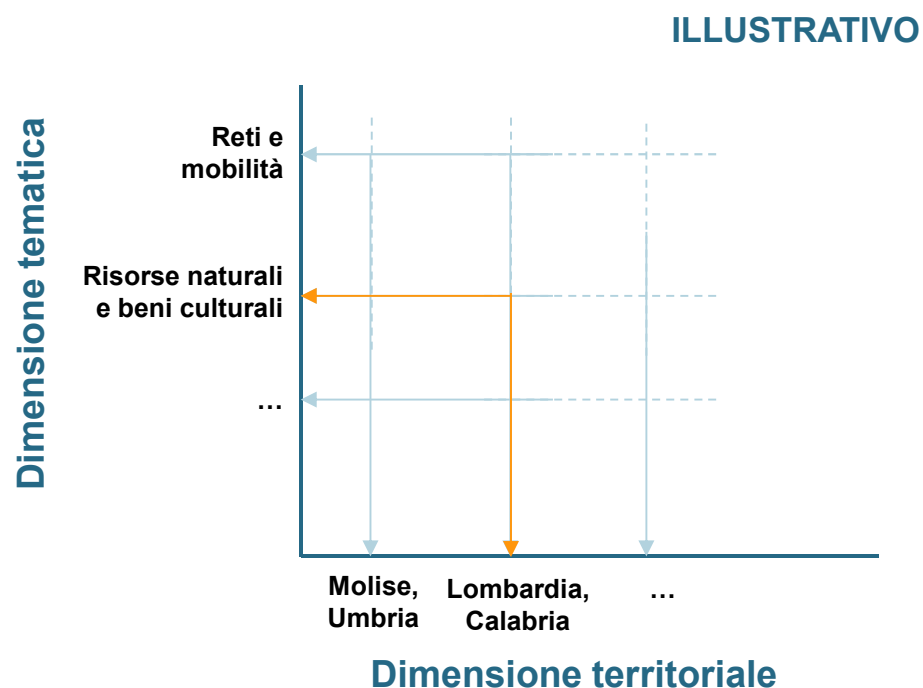 ILLUSTRATIVO
Dimensione tematica
Reti e
mobilità
Risorse naturali
e beni culturali
…
Molise,
Umbria
Lombardia,
Calabria
…
Dimensione territoriale